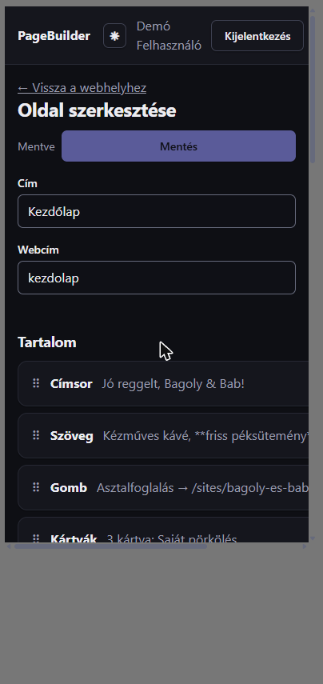 PageBuilder
Demó
Felhasználó
Kijelentkezés
← Vissza a webhelyhez
Oldal szerkesztése
Mentve
Mentés
Cím
Kezdőlap
Webcím
kezdolap
Tartalom
Címsor Jó reggelt, Bagoly & Bab!
Szöveg Kézműves kávé, **friss péksütemény*
Gomb Asztalfoglalás → /sites/bagoly-es-bab
Kártyák 3 kártya: Saját pörkölés